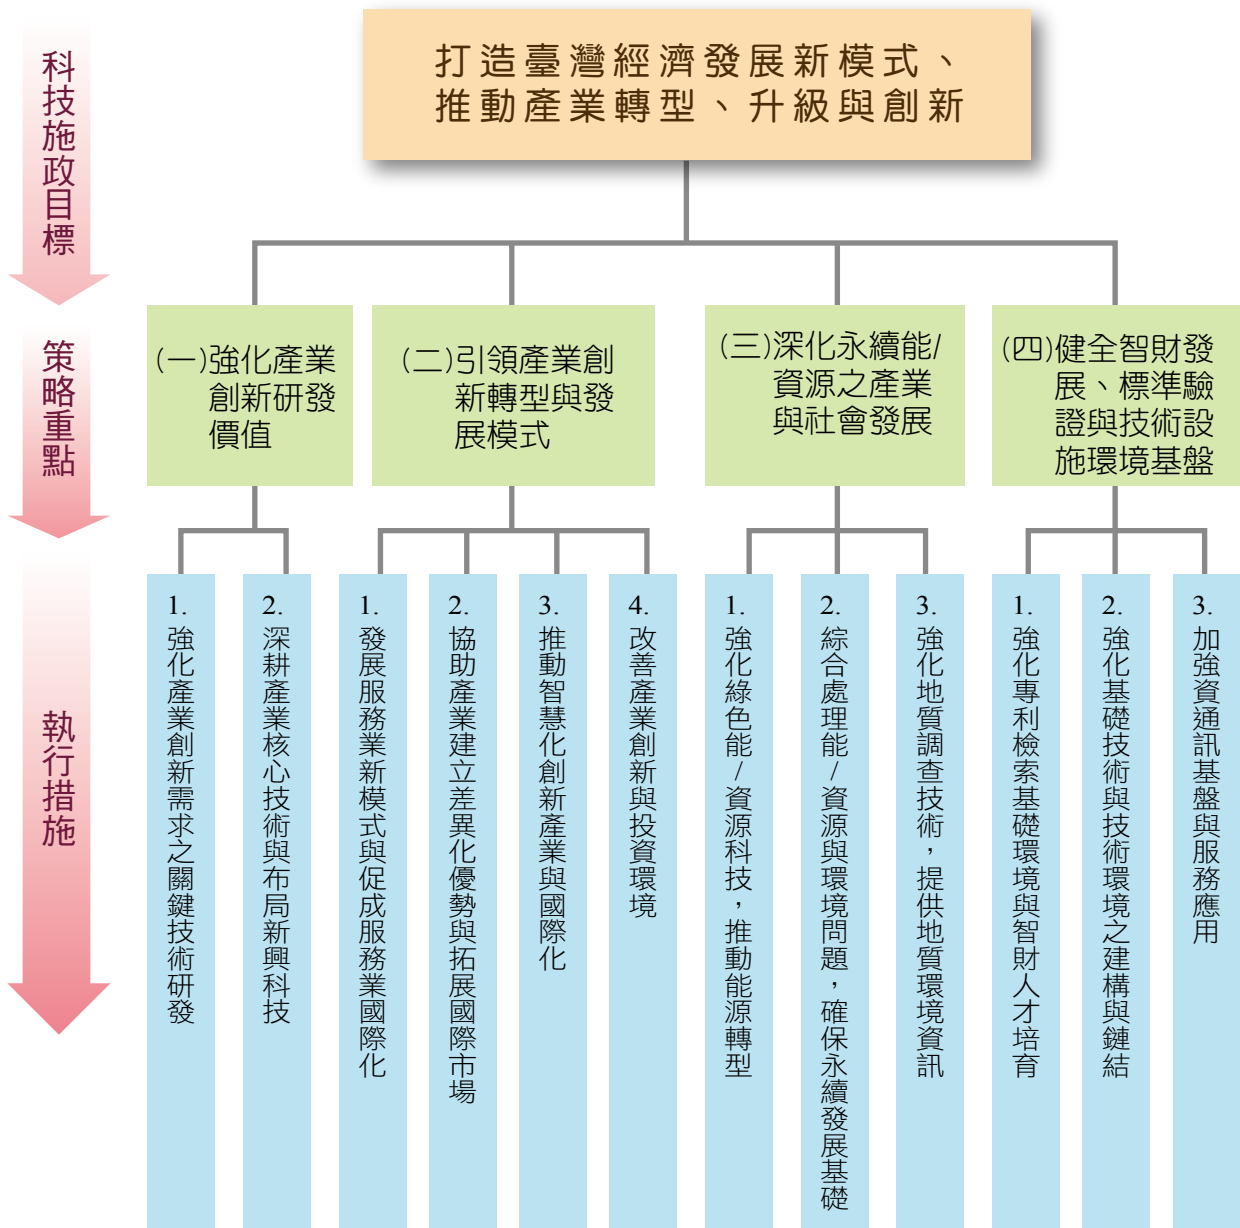 科技施政目標
打造臺灣經濟發展新模式、
推動產業轉型、升級與創新
策略重點
(一)強化產業
創新研發
價值
(二)引領產業創
新轉型與發
展模式
(三)深化永續能/
資源之產業
與社會發展
(四)健全智財發
展、標準驗
證與技術設
施環境基盤
執行措施
1.強化產業創新需求之關鍵技術研發
2.深耕產業核心技術與布局新興科技
1.發展服務業新模式與促成服務業國際化
2.協助產業建立差異化優勢與拓展國際市場
3.推動智慧化創新產業與國際化
4.改善產業創新與投資環境
1.強化綠色能/資源科技，推動能源轉型
2.綜合處理能/資源與環境問題，確保永續發展基礎
3.強化地質調查技術，提供地質環境資訊
1.強化專利檢索基礎環境與智財人才培育
2.強化基礎技術與技術環境之建構與鏈結
3.加強資通訊基盤與服務應用